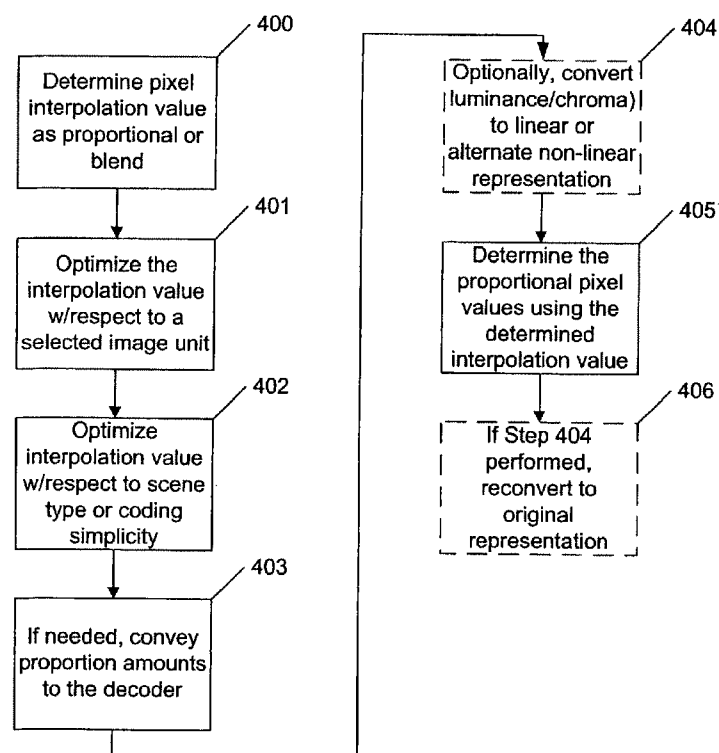 400
Determine pixel
interpolation value
as proportional or
blend
401
Optimize the
interpolation value
w/respect to a
selected image unit
402
Optimize
interpolation value
w/respect to scene
type or coding
simplicity
403
If needed, convey
proportion amounts
to the decoder
404
Optionally, convert
luminance/chroma)
to linear or
alternate non-linear
representation
405
Determine the
proportional pixel
values using the
determined
interpolation value
406
If Step 404
performed,
reconvert to
original
representation